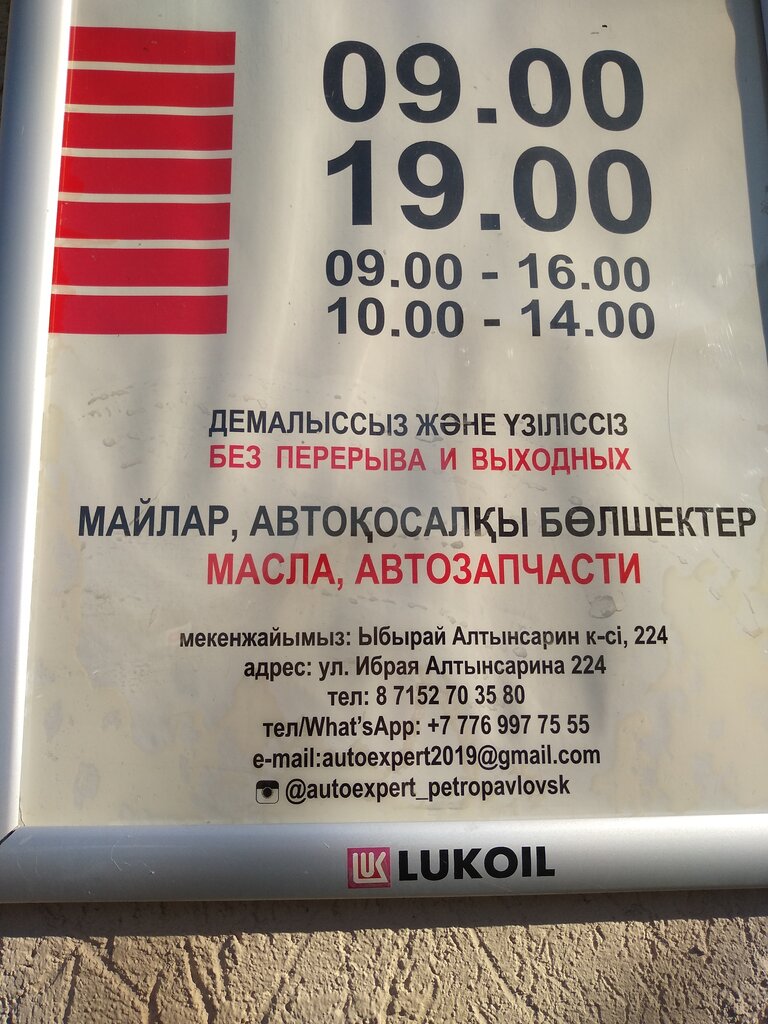 09.00
19.00
09.00 - 16.00
10.00 - 14.00
ДЕМАЛЫССЫЗ ЖӘНЕ ҮЗІЛІССІЗ
БЕЗ ПЕРЕРЫВА И ВЫХОДНЫХ
МАЙЛАР, АВТОҚОСАЛҚЫ БӨЛШЕКТЕР
МАСЛА, АВТОЗАПЧАСТИ
мекенжайымыз: Ыбырай Алтынсарин к-сі, 224
адрес: ул. Ибрая Алтынсарина 224
тел: 8 7152 70 35 80
тел/What'sApp: +7 776 997 75 55
e-mail:autoexpert2019@gmail.com
@autoexpert_petropavlovsk
LUK LUKOIL